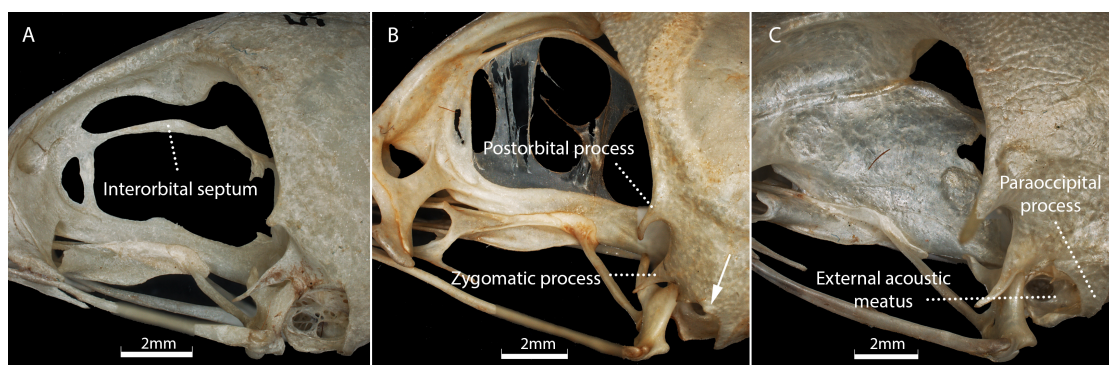 A
Interorbital septum
2mm
B
Postorbital process
Zygomatic process
2mm
C
Paraoccipital
process
External acoustic
meatus
2mm